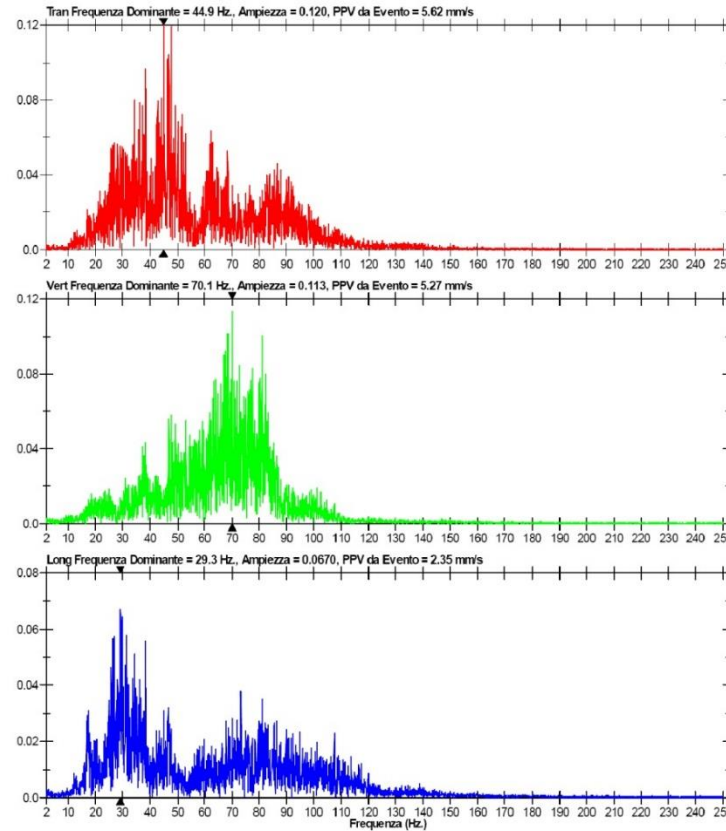 Tran Frequenza Dominante = 44.9 Hz., Ampiezza = 0.120, PPV da Evento = 5.62 mm/s
0.12
0.08
0.04
0.0
2 10 20 30 40 50 60 70 80 90 100 110 120 130 140 150 160 170 180 190 200 210 220 230 240 25
Vert Frequenza Dominante = 70.1 Hz., Ampiezza = 0.113, PPV da Evento = 5.27 mm/s
0.12
0.08
0.04
0.0
2 10 20 30 40 50 60 70 80 90 100 110 120 130 140 150 160 170 180 190 200 210 220 230 240 25
Long Frequenza Dominante = 29.3 Hz., Ampiezza = 0.0670, PPV da Evento = 2.35 mm/s
0.08
0.06
0.04
0.02
0.0
2 10 20 30 40 50 60 70 80 90 100 110 120 130 140 150 160 170 180 190 200 210 220 230 240 25
Frequenza (Hz.)